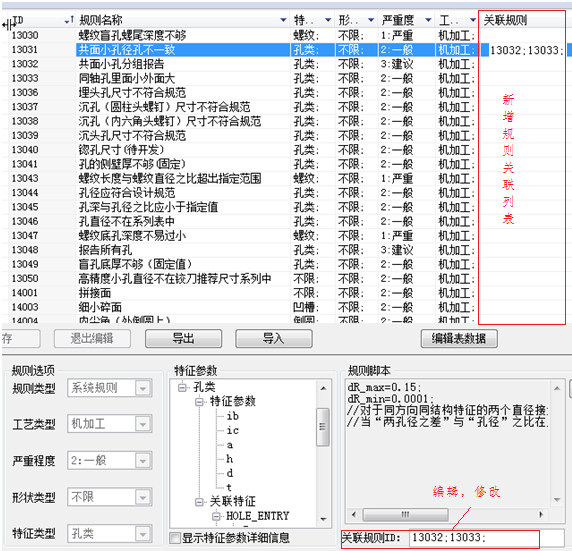 ID 规则名称 特.. 形.. 严重度 工.. 关联规则
13030 螺纹盲孔螺尾深度不够 螺纹; 不限; 1:严重 机加工;
13031 共面小孔径孔不一致 孔类; 不限; 2:一般 机加工; 13032;13033;
13032 共面小孔分组报告 孔类; 不限; 3:建议 机加工;
13033 同轴孔里面小外面大 孔类; 不限; 2:一般 机加工;
13036 埋头孔尺寸不符合规范 孔类; 不限; 2:一般 机加工;
13037 沉孔（圆柱头螺钉）尺寸不符合规范 孔类; 不限; 2:一般 机加工;
13038 沉孔（内六角头螺钉）尺寸不符合规范 孔类; 不限; 2:一般 机加工;
13039 沉头孔尺寸不符合规范 孔类; 不限; 2:一般 机加工;
13040 锪孔尺寸(待开发) 孔类; 不限; 2:一般 机加工;
13041 孔的侧壁厚不够(固定) 孔类; 不限; 2:一般 机加工;
13043 螺纹长度与螺纹直径之比超出指定范围 螺纹; 不限; 1:严重 机加工;
13044 孔径应符合设计规范 孔类; 不限; 2:一般 机加工;
13045 孔深与孔径之比应小于指定值 孔类; 不限; 2:一般 机加工;
13046 孔直径不在系列表中 孔类; 不限; 2:一般 机加工;
13047 螺纹底孔深度不易过小 螺纹; 不限; 1:严重 机加工;
13048 报告所有孔 孔类; 不限; 3:建议 机加工;
13049 盲孔底厚不够（固定值） 孔类; 不限; 2:一般 机加工;
13050 高精度小孔直径不在铰刀推荐尺寸系列中 不限; 不限; 2:一般 机加工;
14001 拼接面 不限; 不限; 2:一般 机加工;
14003 细小碎面 凹槽; 不限; 2:一般 机加工;
14004 内尖角（外倒圆上） 倒圆; 不限; 2:一般 机加工;
新增规则关联列表
存 退出编辑 导出 导入 编辑表数据
规则选项
规则类型 系统规则
工艺类型 机加工
严重程度 2:一般
形状类型 不限
特征类型 孔类
特征参数
孔类
特征参数
ib
ic
a
h
d
t
关联特征
HOLE_ENTRY
显示特征参数详细信息
规则脚本
dR_max=0.15;
dR_min=0.0001;
//对于同方向同结构特征的两个直径接
//当“两孔径之差”与“孔径”之比在
编辑，修改
关联规则ID: 13032;13033;